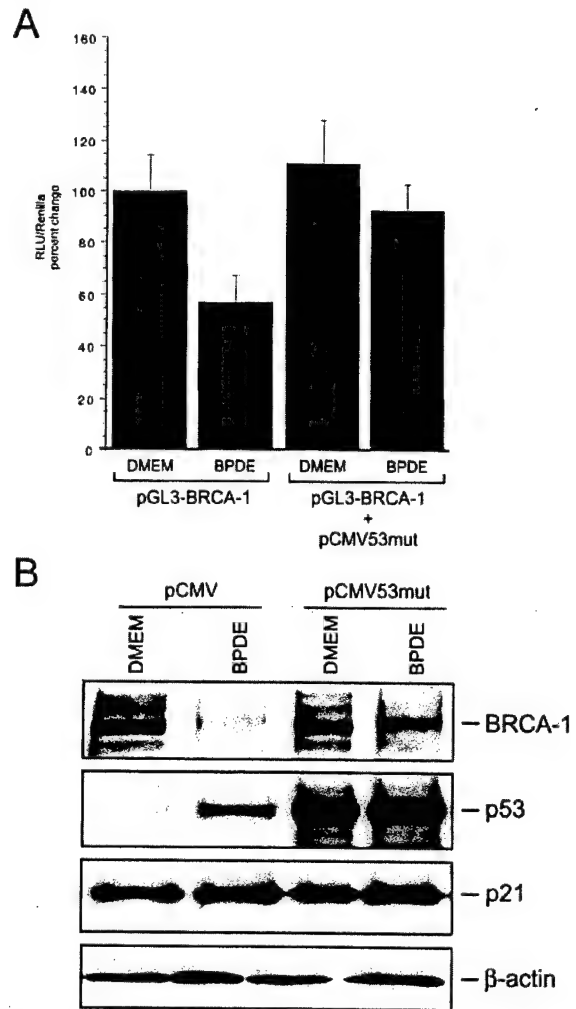 A
RLU/Renilla
percent change
160
140
120
100
80
60
40
20
0
DMEM BPDE DMEM BPDE
pGL3-BRCA-1 pGL3-BRCA-1
+
pCMV53mut
B
pCMV pCMV53mut
DMEM BPDE DMEM BPDE
BRCA-1
p53
p21
β-actin